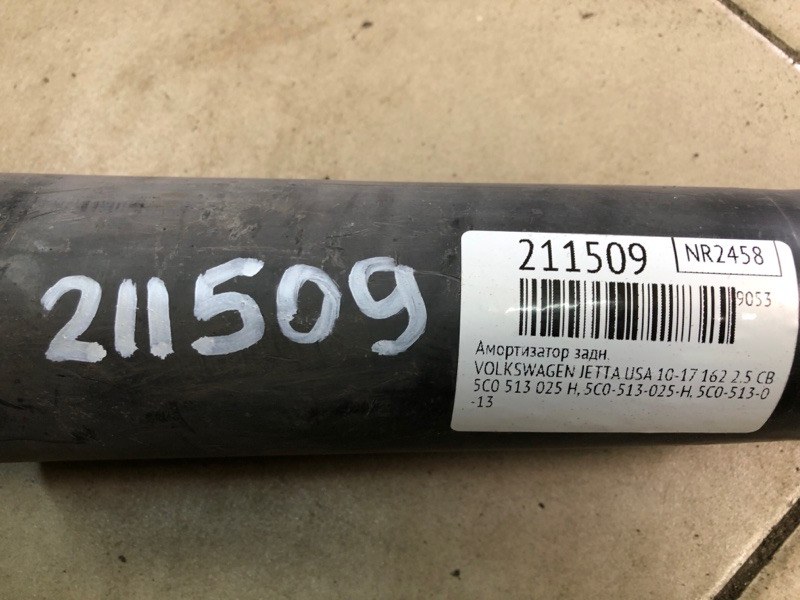 211509
211509
NR2458
9053
Амортизатор задн.
VOLKSWAGEN JETTA USA 10-17 162 2.5 CB
5C0 513 025 H, 5C0-513-025-H, 5C0-513-0
-13